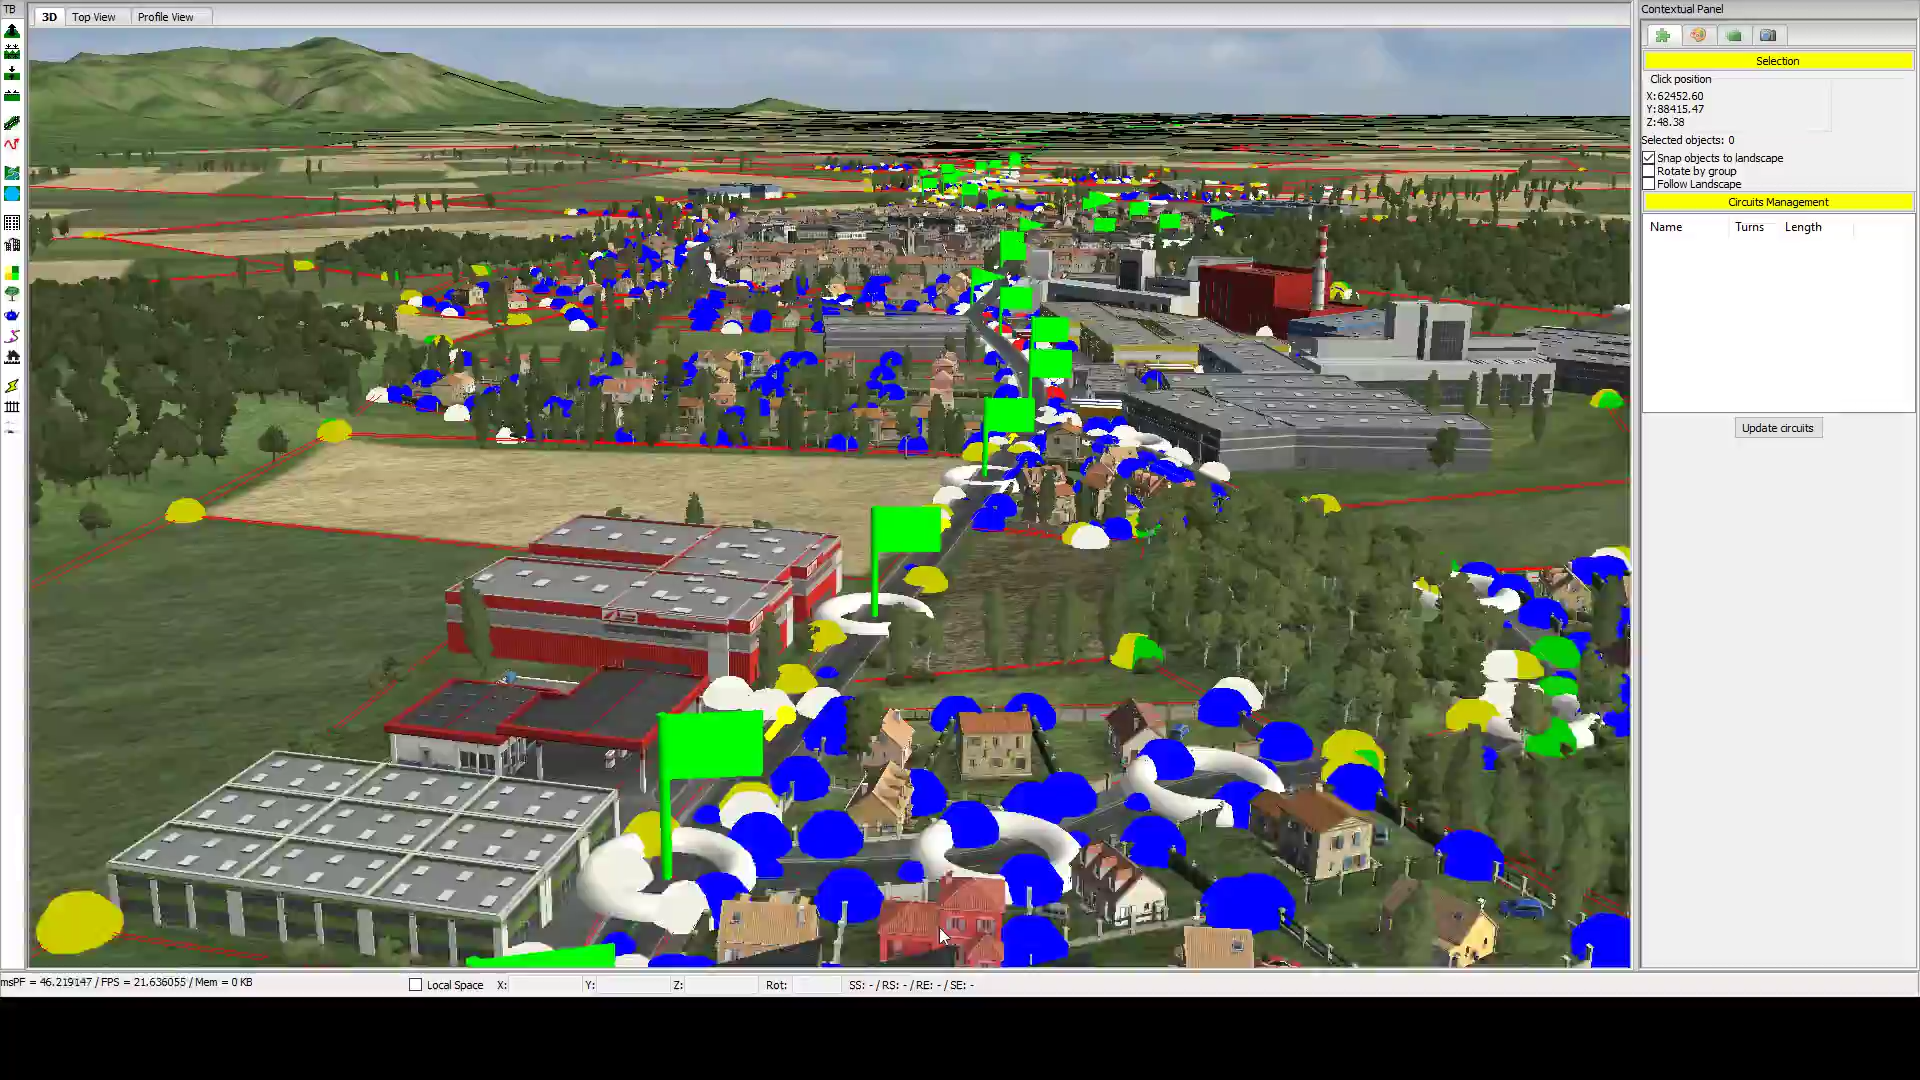 TB
3D Top View Profile View
Contextual Panel
Selection
Click position
X:62452.60
Y:88415.47
Z:48.38
Selected objects: 0
Snap objects to landscape
Rotate by group
Follow Landscape
Circuits Management
Name Turns Length
Update circuits
msPF = 46.219147 / FPS = 21.636055 / Mem = 0 KB
Local Space X: Y: Z: Rot: SS: - / RS: - / RE: - / SE: -